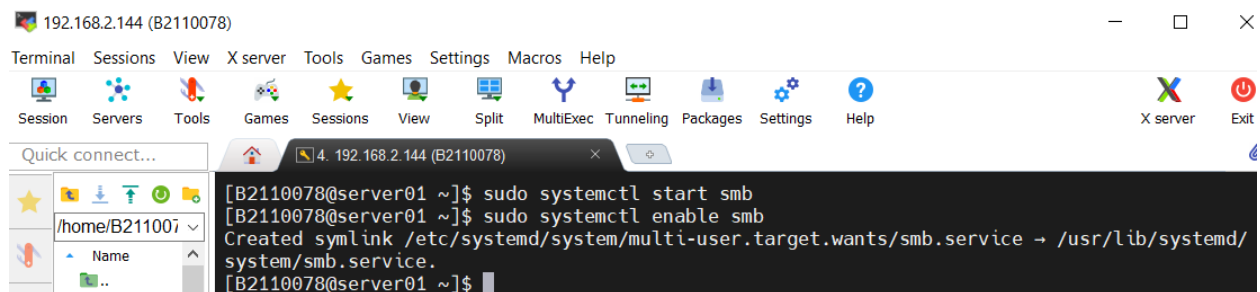 192.168.2.144 (B2110078)
Terminal Sessions View X server Tools Games Settings Macros Help
Session Servers Tools Games Sessions View Split MultiExec Tunneling Packages Settings Help X server Exit
Quick connect...
4. 192.168.2.144 (B2110078)
/home/B211007
Name
..
[B2110078@server01 ~]$ sudo systemctl start smb
[B2110078@server01 ~]$ sudo systemctl enable smb
Created symlink /etc/systemd/system/multi-user.target.wants/smb.service → /usr/lib/systemd/
system/smb.service.
[B2110078@server01 ~]$